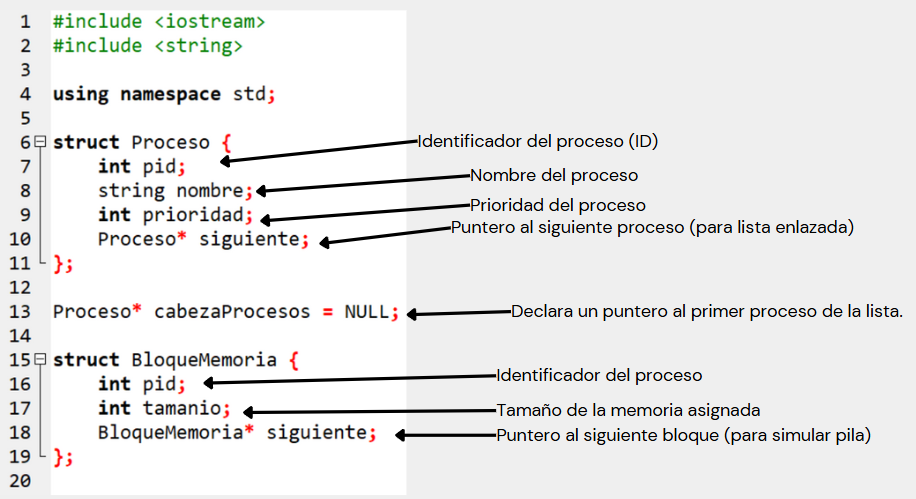 1 #include <iostream>
2 #include <string>
3
4 using namespace std;
5
6 struct Proceso { Identificador del proceso (ID)
7 int pid;
8 string nombre; Nombre del proceso
9 int prioridad; Prioridad del proceso
10 Proceso* siguiente; Puntero al siguiente proceso (para lista enlazada)
11 };
12
13 Proceso* cabezaProcesos = NULL; Declara un puntero al primer proceso de la lista.
14
15 struct BloqueMemoria {
16 int pid; Identificador del proceso
17 int tamanio; Tamaño de la memoria asignada
18 BloqueMemoria* siguiente; Puntero al siguiente bloque (para simular pila)
19 };
20